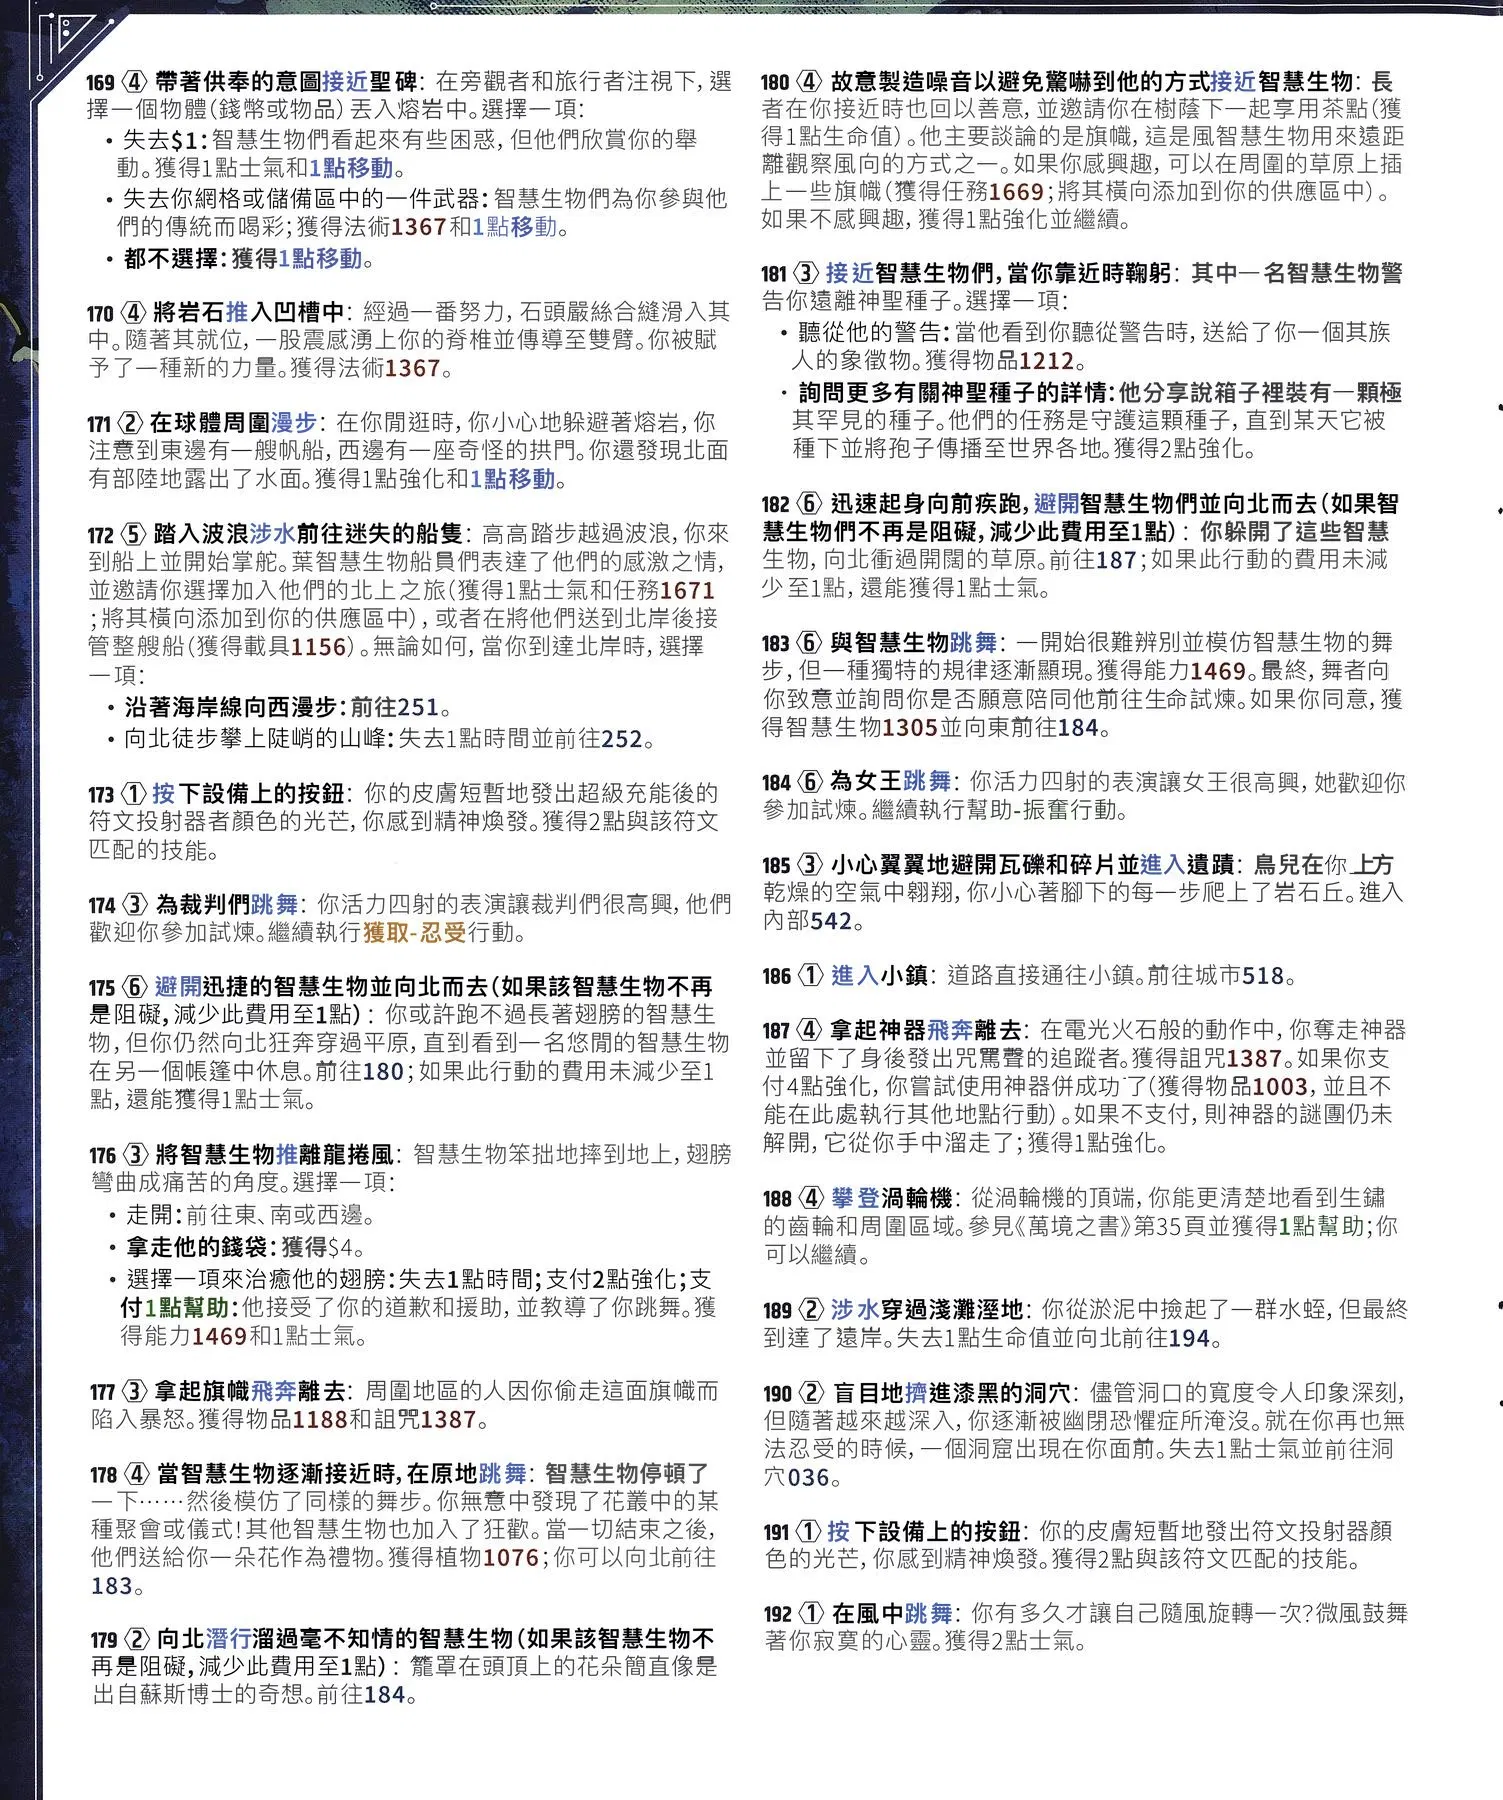 169 ④ 帶著供奉的意圖接近聖碑：在旁觀者和旅行者注視下，選
擇一個物體（錢幣或物品）丟入熔岩中。選擇一項：
・失去$1：智慧生物們看起來有些困惑，但他們欣賞你的舉
動。獲得1點士氣和1點移動。
・失去你網格或儲備區中的一件武器：智慧生物們為你參與他
們的傳統而喝彩；獲得法術1367和1點移動。
・都不選擇：獲得1點移動。
170 ④ 將岩石推入凹槽中：經過一番努力，石頭嚴絲合縫滑入其
中。隨著其就位，一股震感湧上你的脊椎並傳導至雙臂。你被賦
予了一種新的力量。獲得法術1367。
171 ② 在球體周圍漫步：在你閒逛時，你小心地躲避著熔岩，你
注意到東邊有一艘帆船，西邊有一座奇怪的拱門。你還發現北面
有部陸地露出了水面。獲得1點強化和1點移動。
172 ⑤ 踏入波浪涉水前往迷失的船隻：高高踏步越過波浪，你來
到船上並開始掌舵。葉智慧生物船員們表達了他們的感激之情，
並邀請你選擇加入他們的北上之旅（獲得1點士氣和任務1671
；將其橫向添加到你的供應區中），或者在將他們送到北岸後接
管整艘船（獲得載具1156）。無論如何，當你到達北岸時，選擇
一項：
・沿著海岸線向西漫步：前往251。
・向北徒步攀上陡峭的山峰：失去1點時間並前往252。
173 ① 按下設備上的按鈕：你的皮膚短暫地發出超級充能後的
符文投射器者顏色的光芒，你感到精神煥發。獲得2點與該符文
匹配的技能。
174 ③ 為裁判們跳舞：你活力四射的表演讓裁判們很高興，他們
歡迎你參加試煉。繼續執行獲取-忍受行動。
175 ⑥ 避開迅捷的智慧生物並向北而去（如果該智慧生物不再
是阻礙，減少此費用至1點）：你或許跑不過長著翅膀的智慧生
物，但你仍然向北狂奔穿過平原，直到看到一名悠閒的智慧生物
在另一個帳篷中休息。前往180；如果此行動的費用未減少至1
點，還能獲得1點士氣。
176 ③ 將智慧生物推離龍捲風：智慧生物笨拙地摔到地上，翅膀
彎曲成痛苦的角度。選擇一項：
・走開：前往東、南或西邊。
・拿走他的錢袋：獲得$4。
・選擇一項來治癒他的翅膀：失去1點時間；支付2點強化；支
付1點幫助：他接受了你的道歉和援助，並教導了你跳舞。獲
得能力1469和1點士氣。
177 ③ 拿起旗幟飛奔離去：周圍地區的人因你偷走這面旗幟而
陷入暴怒。獲得物品1188和詛咒1387。
178 ④ 當智慧生物逐漸接近時，在原地跳舞：智慧生物停頓了
一下⋯⋯然後模仿了同樣的舞步。你無意中發現了花叢中的某
種聚會或儀式！其他智慧生物也加入了狂歡。當一切結束之後，
他們送給你一朵花作為禮物。獲得植物1076；你可以向北前往
183。
179 ② 向北潛行溜過毫不知情的智慧生物（如果該智慧生物不
再是阻礙，減少此費用至1點）：籠罩在頭頂上的花朵簡直像是
出自蘇斯博士的奇想。前往184。
180 ④ 故意製造噪音以避免驚嚇到他的方式接近智慧生物：長
者在你接近時也回以善意，並邀請你在樹蔭下一起享用茶點（獲
得1點生命值）。他主要談論的是旗幟，這是風智慧生物用來遠距
離觀察風向的方式之一。如果你感興趣，可以在周圍的草原上插
上一些旗幟（獲得任務1669；將其橫向添加到你的供應區中）。
如果不感興趣，獲得1點強化並繼續。
181 ③ 接近智慧生物們，當你靠近時鞠躬：其中一名智慧生物警
告你遠離神聖種子。選擇一項：
・聽從他的警告：當他看到你聽從警告時，送給了你一個其族
人的象徵物。獲得物品1212。
・詢問更多有關神聖種子的詳情：他分享說箱子裡裝有一顆極
其罕見的種子。他們的任務是守護這顆種子，直到某天它被
種下並將孢子傳播至世界各地。獲得2點強化。
182 ⑥ 迅速起身向前疾跑，避開智慧生物們並向北而去（如果智
慧生物們不再是阻礙，減少此費用至1點）：你躲開了這些智慧
生物，向北衝過開闊的草原。前往187；如果此行動的費用未減
少至1點，還能獲得1點士氣。
183 ⑥ 與智慧生物跳舞：一開始很難辨別並模仿智慧生物的舞
步，但一種獨特的規律逐漸顯現。獲得能力1469。最終，舞者向
你致意並詢問你是否願意陪同他前往生命試煉。如果你同意，獲
得智慧生物1305並向東前往184。
184 ⑥ 為女王跳舞：你活力四射的表演讓女王很高興，她歡迎你
參加試煉。繼續執行幫助-振奮行動。
185 ③ 小心翼翼地避開瓦礫和碎片並進入遺蹟：鳥兒在你上方
乾燥的空氣中翱翔，你小心著腳下的每一步爬上了岩石丘。進入
內部542。
186 ① 進入小鎮：道路直接通往小鎮。前往城市518。
187 ④ 拿起神器飛奔離去：在電光火石般的動作中，你奪走神器
並留下了身後發出咒罵聲的追蹤者。獲得詛咒1387。如果你支
付4點強化，你嘗試使用神器併成功了（獲得物品1003，並且不
能在此處執行其他地點行動）。如果不支付，則神器的謎團仍未
解開，它從你手中溜走了；獲得1點強化。
188 ④ 攀登渦輪機：從渦輪機的頂端，你能更清楚地看到生鏽
的齒輪和周圍區域。參見《萬境之書》第35頁並獲得1點幫助；你
可以繼續。
189 ② 涉水穿過淺灘溼地：你從淤泥中撿起了一群水蛭，但最終
到達了遠岸。失去1點生命值並向北前往194。
190 ② 盲目地擠進漆黑的洞穴：儘管洞口的寬度令人印象深刻，
但隨著越來越深入，你逐漸被幽閉恐懼症所淹沒。就在你再也無
法忍受的時候，一個洞窟出現在你面前。失去1點士氣並前往洞
穴036。
191 ① 按下設備上的按鈕：你的皮膚短暫地發出符文投射器顏
色的光芒，你感到精神煥發。獲得2點與該符文匹配的技能。
192 ① 在風中跳舞：你有多久才讓自己隨風旋轉一次？微風鼓舞
著你寂寞的心靈。獲得2點士氣。